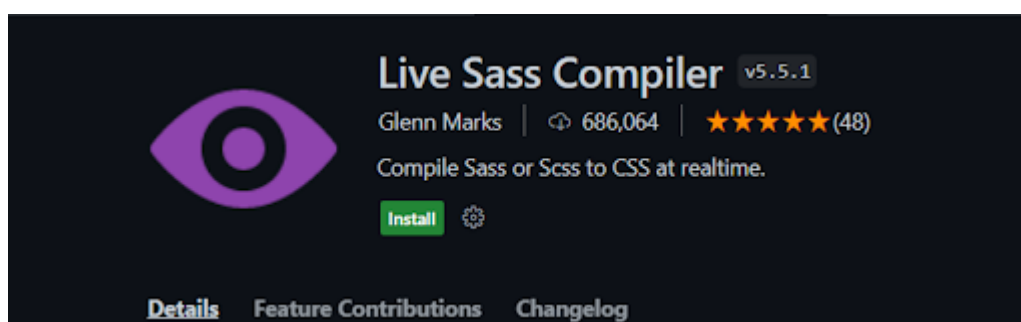 Live Sass Compiler v5.5.1
Glenn Marks | 686,064 | ★★★★★(48)
Compile Sass or Scss to CSS at realtime.
Install
Details Feature Contributions Changelog